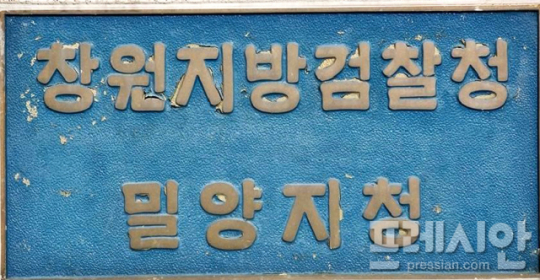 창원지방검찰청
밀양지청
프레시안
pressian.com